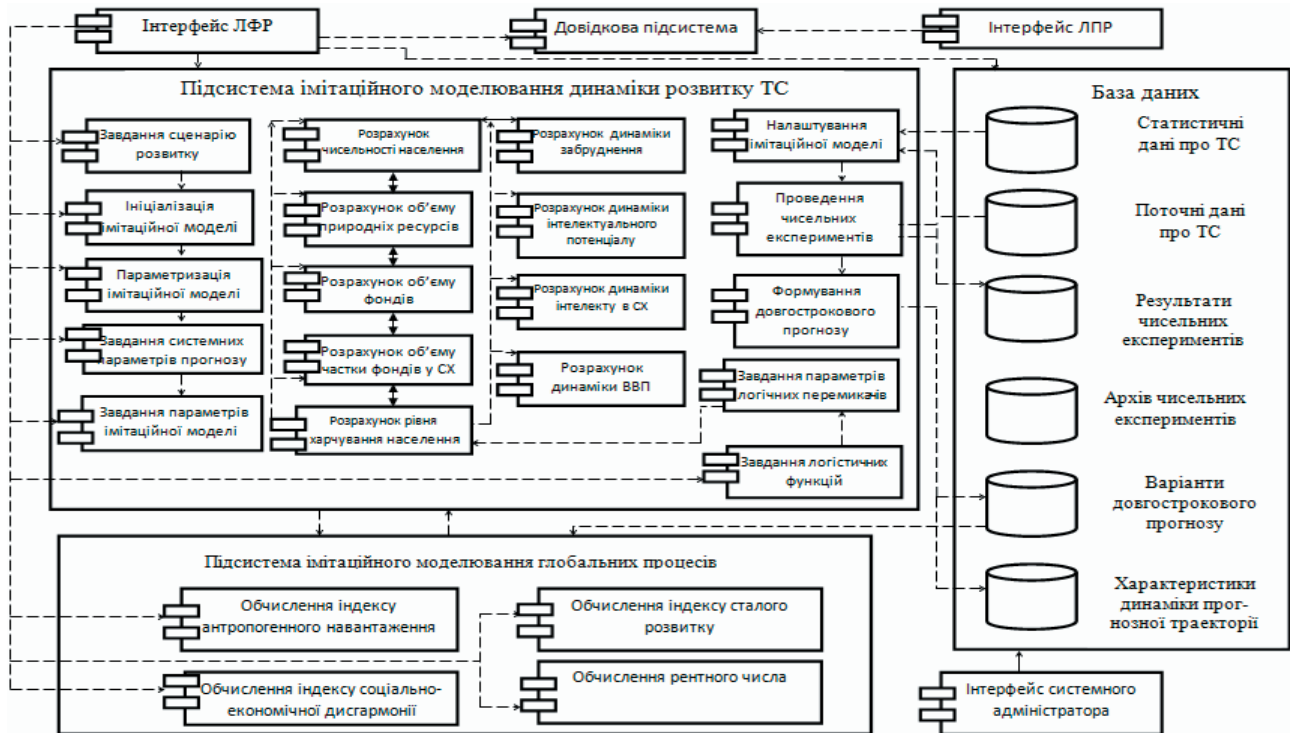 Інтерфейс ЛФР
Довідкова підсистема
Інтерфейс ЛПР
Підсистема імітаційного моделювання динаміки розвитку ТС
Завдання сценарію
розвитку
Ініціалізація
імітаційної моделі
Параметризація
імітаційної моделі
Завдання системних
параметрів прогнозу
Завдання параметрів
імітаційної моделі
Розрахунок
чисельності населення
Розрахунок об’єму
природніх ресурсів
Розрахунок об’єму
фондів
Розрахунок об’єму
частки фондів у СХ
Розрахунок рівня
харчування населення
Розрахунок динаміки
забруднення
Розрахунок динаміки
інтелектуального
потенціалу
Розрахунок динаміки
інтелекту в СХ
Розрахунок
динаміки ВВП
Налаштування
імітаційної моделі
Проведення
чисельних
експериментів
Формування
довгострокового
прогнозу
Завдання параметрів
логічних перемикачів
Завдання логістичних
функцій
База даних
Статистичні
дані про ТС
Поточні дані
про ТС
Результати
чисельних
експериментів
Архів чисельних
експериментів
Варіанти
довгострокового
прогнозу
Характеристики
динаміки прог-
нозної траекторії
Підсистема імітаційного моделювання глобальних процесів
Обчислення індексу
антропогенного навантаження
Обчислення індексу соціально-
економічної дисгармонії
Обчислення індексу сталого
розвитку
Обчислення рентного числа
Інтерфейс системного
адміністратора